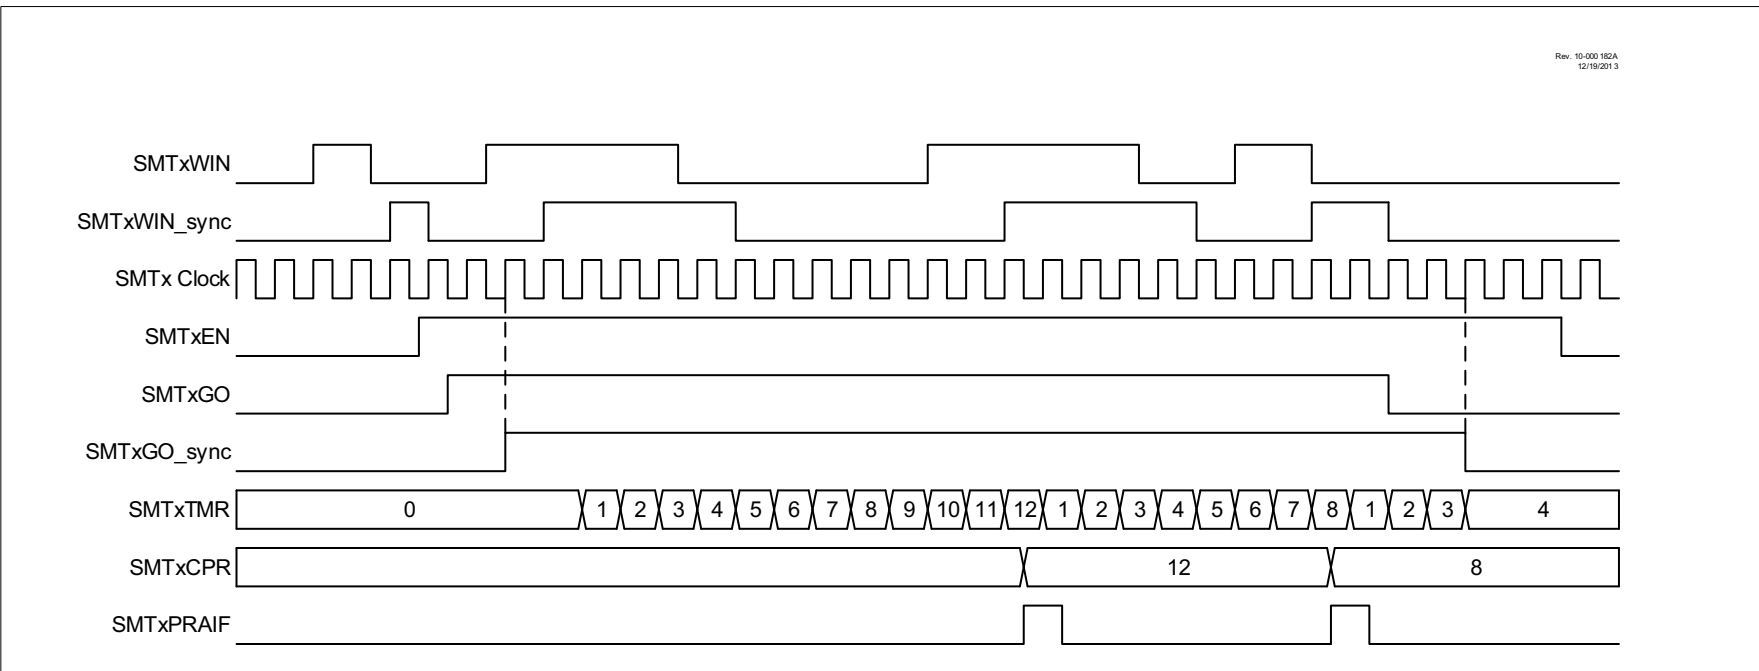 Rev. 10-000 182A
12/19/201 3
SMTxWIN
SMTxWIN_sync
SMTx Clock
SMTxEN
SMTxGO
SMTxGO_sync
SMTxTMR 0 1 2 3 4 5 6 7 8 9 10 11 12 1 2 3 4 5 6 7 8 1 2 3 4
SMTxCPR 12 8
SMTxPRAIF